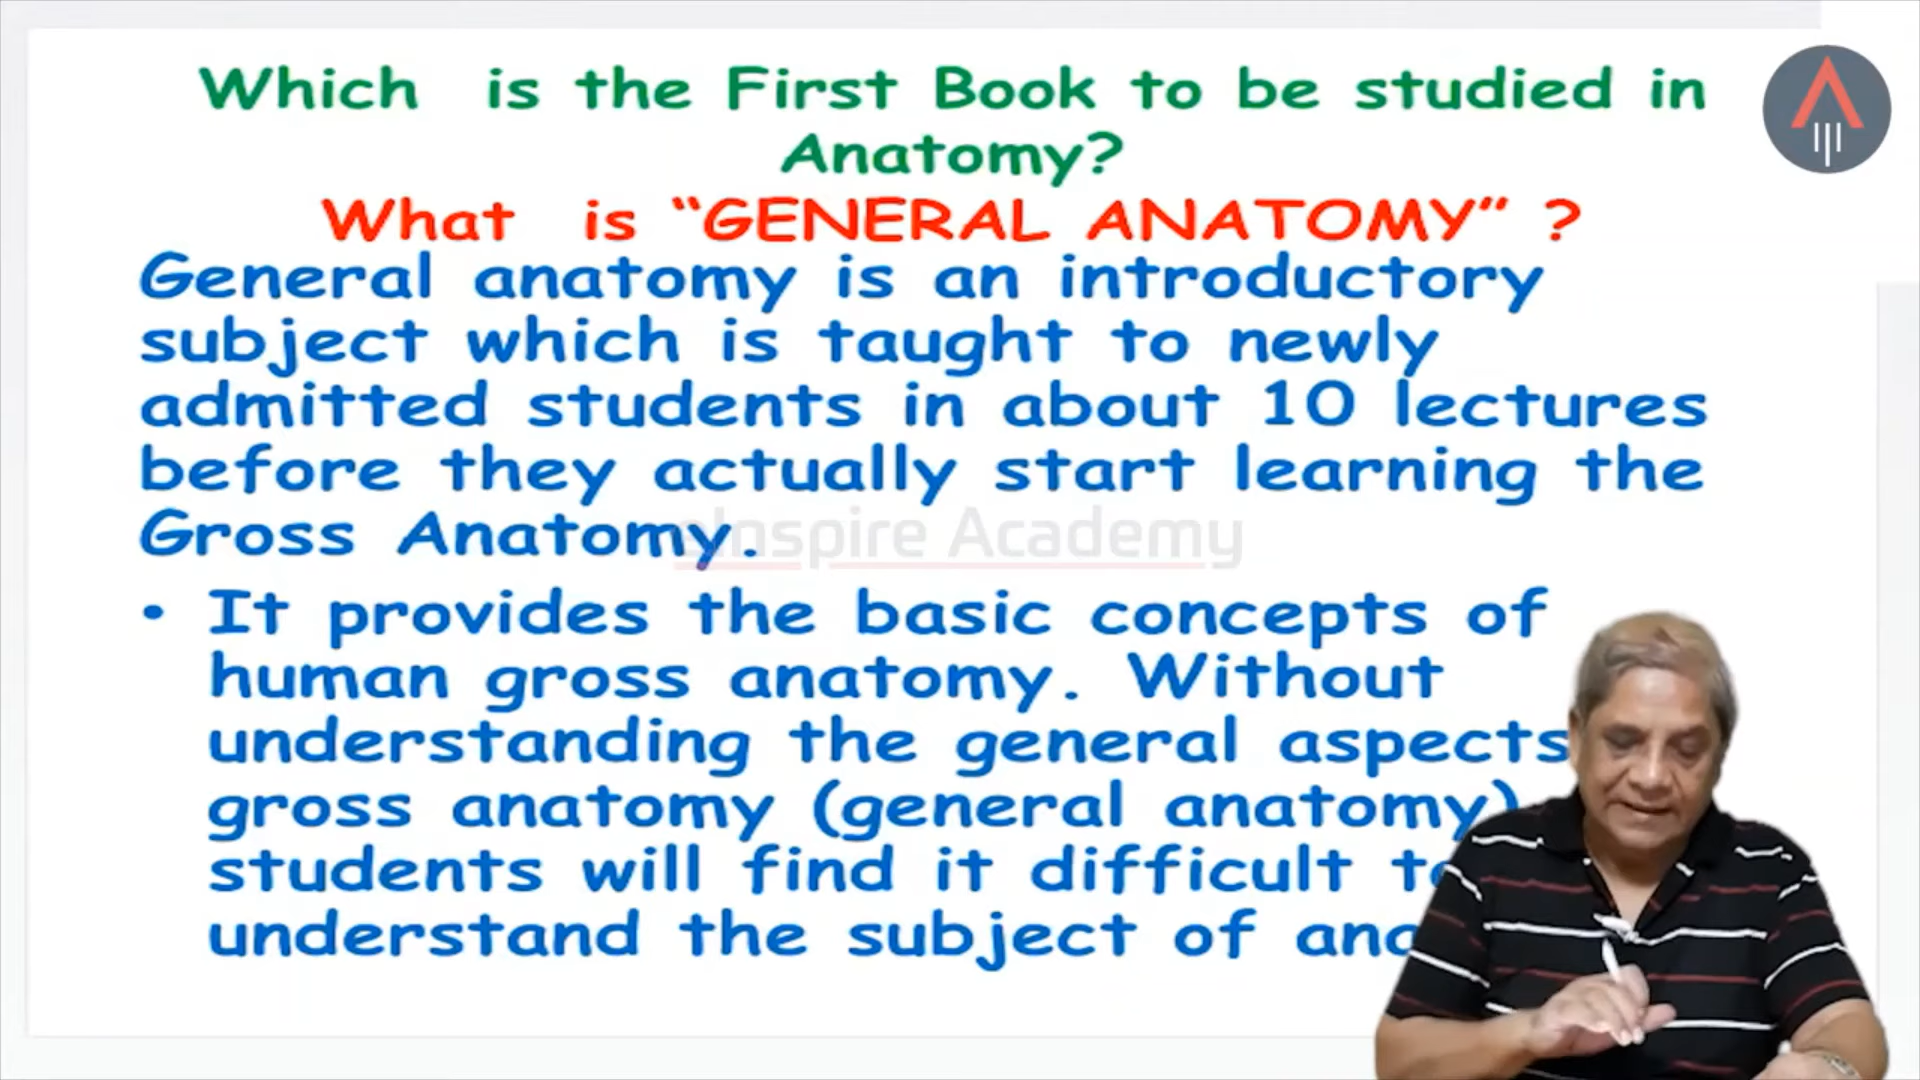 Which is the First Book to be studied in
Anatomy?
What is “GENERAL ANATOMY” ?
General anatomy is an introductory
subject which is taught to newly
admitted students in about 10 lectures
before they actually start learning the
Gross Anatomy.
eInspire Academy
• It provides the basic concepts of
human gross anatomy. Without
understanding the general aspects
gross anatomy (general anatomy)
students will find it difficult to
understand the subject of